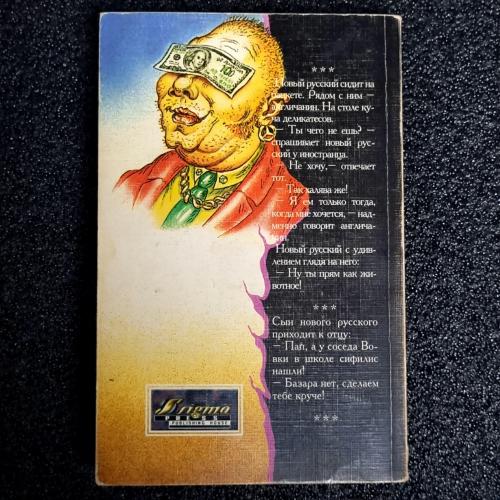 ***
Новый русский сидит на
банкете. Рядом с ним —
англичанин. На столе ку-
ча деликатесов.
— Ты чего не ешь? —
спрашивает новый рус-
ский у иностранца.
— Не хочу,— отвечает
тот.
— Так халява же!
— Я ем только тогда,
когда мне хочется, — над-
менно говорит англича-
нин.
Новый русский с удив-
лением глядя на него:
— Ну ты прям как жи-
вотное!
***
Сын нового русского
приходит к отцу:
— Пап, а у соседа Во-
вки в школе сифилис
нашли!
— Базара нет, сделаем
тебе круче!
***
Stigma
PRESS
PUBLISHING HOUSE
100